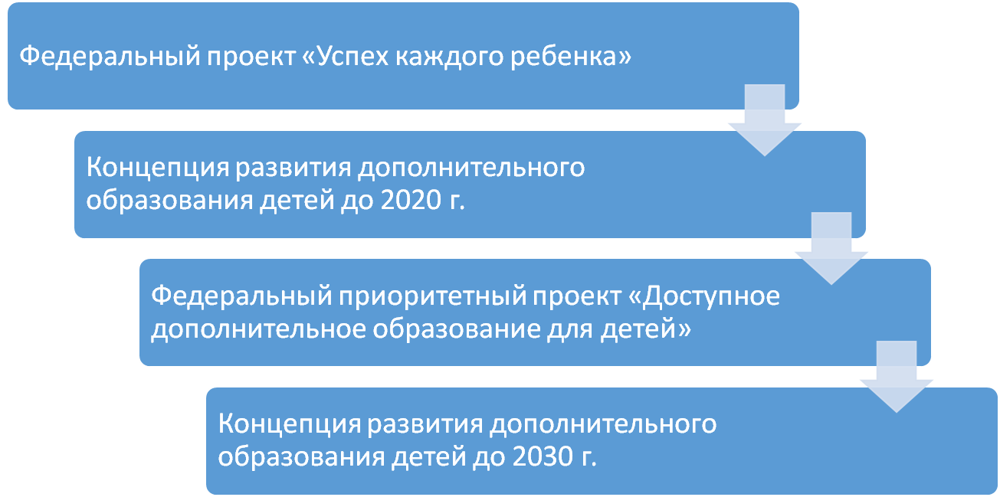 Федеральный проект «Успех каждого ребенка»
Концепция развития дополнительного
образования детей до 2020 г.
Федеральный приоритетный проект «Доступное
дополнительное образование для детей»
Концепция развития дополнительного
образования детей до 2030 г.